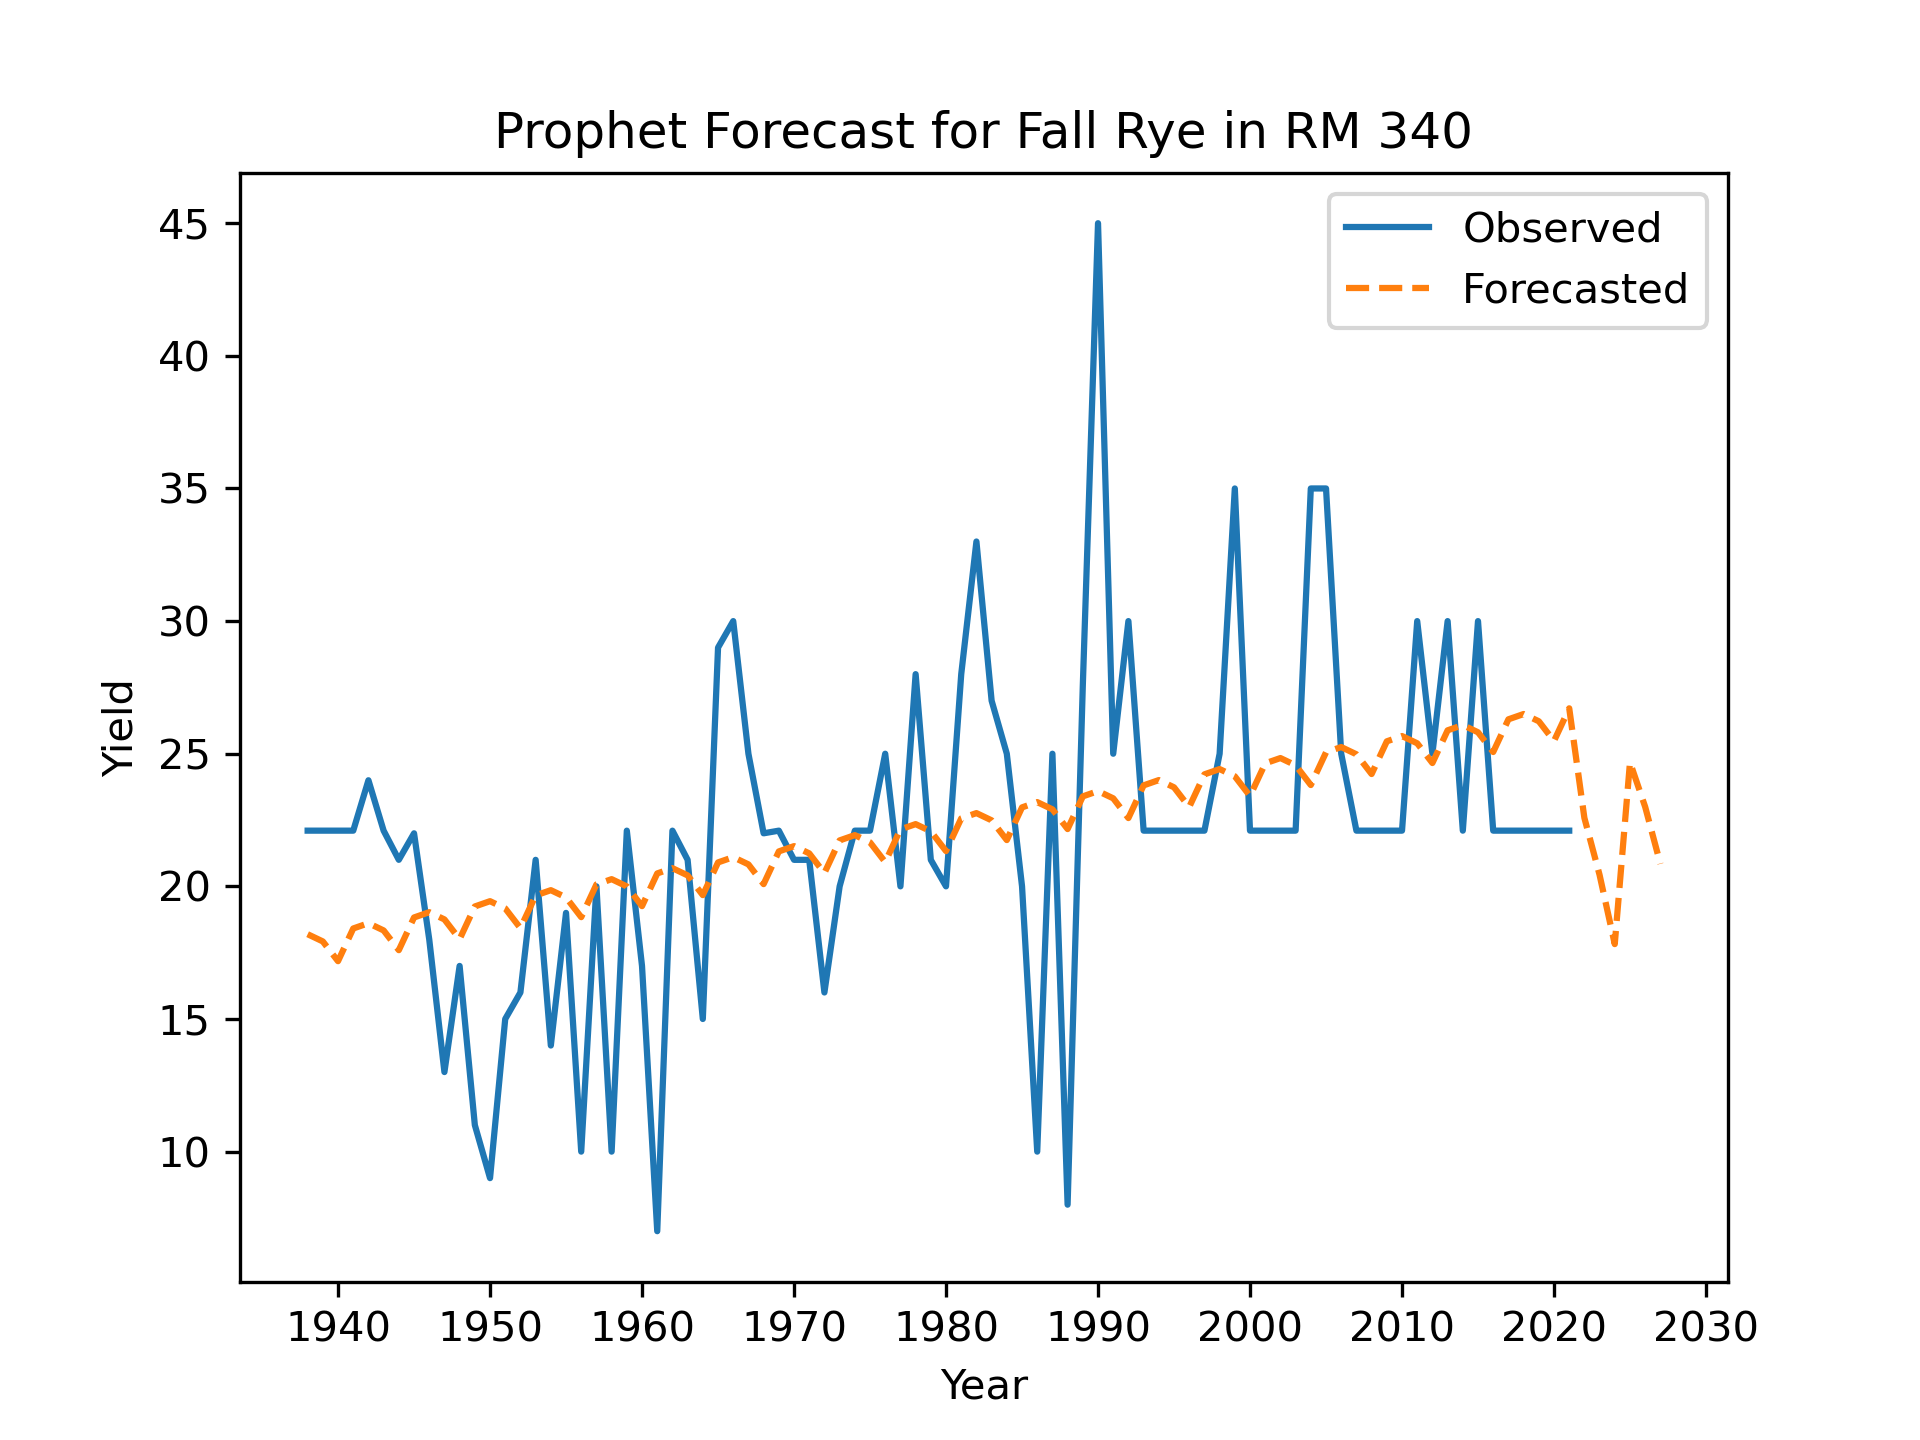 Prophet Forecast for Fall Rye in RM 340
Observed
Forecasted
45
40
35
30
25
20
15
10
Yield
1940 1950 1960 1970 1980 1990 2000 2010 2020 2030
Year